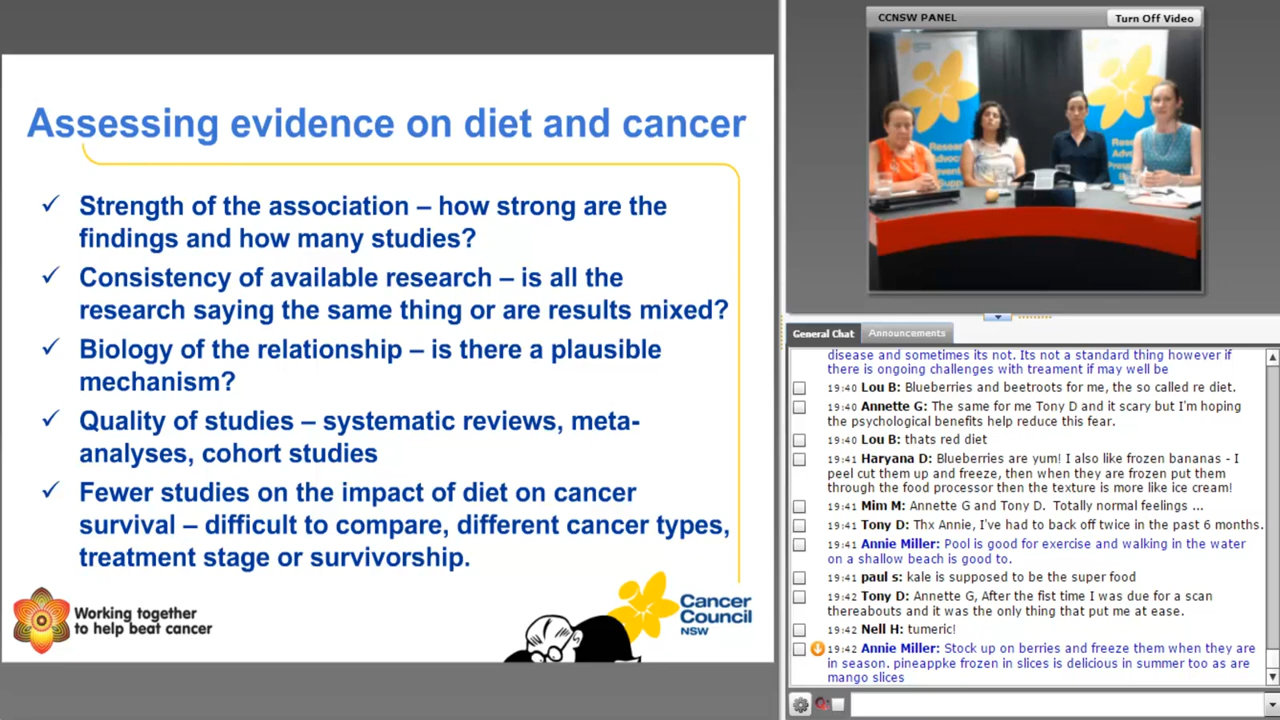 Assessing evidence on diet and cancer
✓ Strength of the association – how strong are the
findings and how many studies?
✓ Consistency of available research – is all the
research saying the same thing or are results mixed?
✓ Biology of the relationship – is there a plausible
mechanism?
✓ Quality of studies – systematic reviews, meta-
analyses, cohort studies
✓ Fewer studies on the impact of diet on cancer
survival – difficult to compare, different cancer types,
treatment stage or survivorship.
Working together
to help beat cancer
Cancer
Council
NSW
CCNSW PANEL
Turn Off Video
General Chat
Announcements
disease and sometimes its not. Its not a standard thing however if
there is ongoing challenges with treament if may well be
19:40 Lou B: Blueberries and beetroots for me, the so called re diet.
19:40 Annette G: The same for me Tony D and it scary but I'm hoping
the psychological benefits help reduce this fear.
19:40 Lou B: thats red diet
19:41 Haryana D: Blueberries are yum! I also like frozen bananas - I
peel cut them up and freeze, then when they are frozen put them
through the food processor then the texture is more like ice cream!
19:41 Mim M: Annette G and Tony D.  Totally normal feelings ...
19:41 Tony D: Thx Annie, I've had to back off twice in the past 6 months.
19:41 Annie Miller: Pool is good for exercise and walking in the water
on a shallow beach is good to.
19:41 paul s: kale is supposed to be the super food
19:42 Tony D: Annette G, After the fist time I was due for a scan
thereabouts and it was the only thing that put me at ease.
19:42 Nell H: tumeric!
19:42 Annie Miller: Stock up on berries and freeze them when they are
in season. pineappke frozen in slices is delicious in summer too as are
mango slices